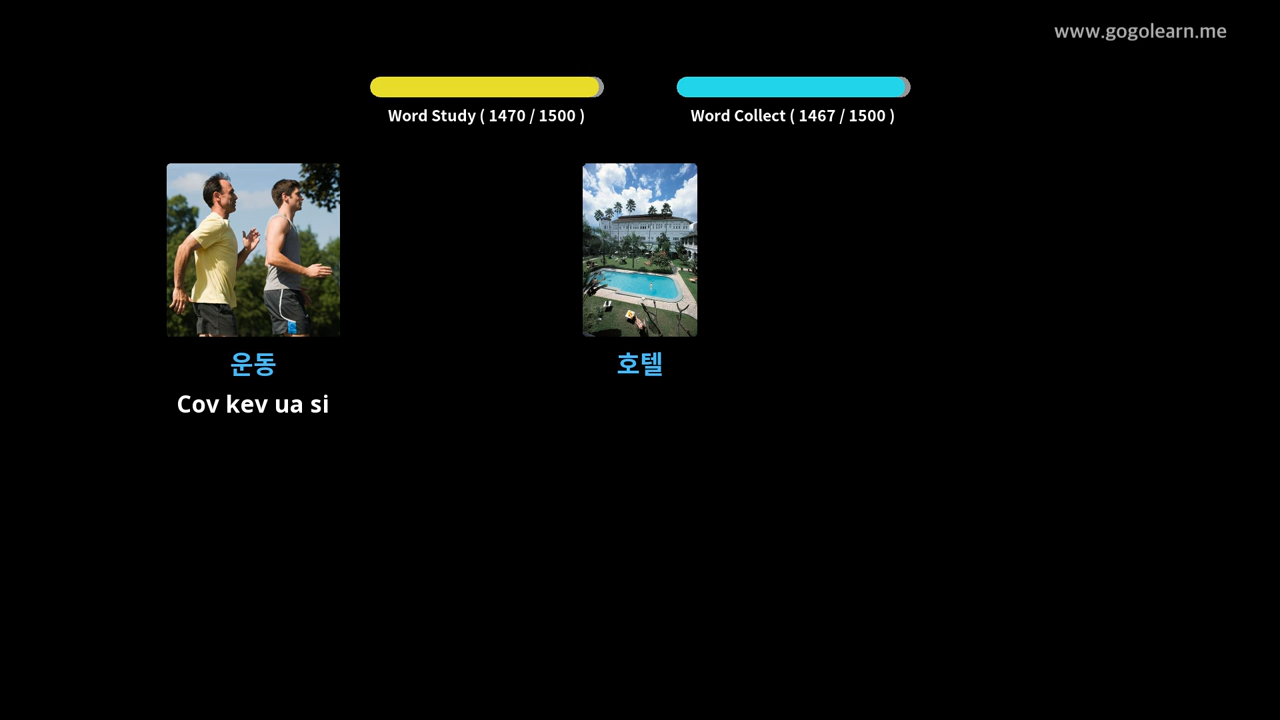 www.gogolearn.me
Word Study ( 1470 / 1500 )
Word Collect ( 1467 / 1500 )
운동
호텔
Cov kev ua si